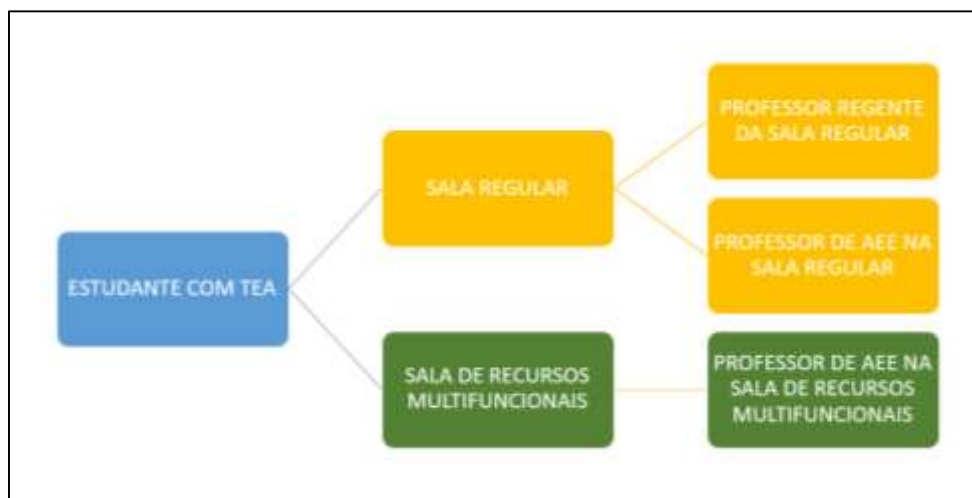 ESTUDANTE COM TEA
SALA REGULAR
PROFESSOR REGENTE
DA SALA REGULAR
PROFESSOR DE AEE NA
SALA REGULAR
SALA DE RECURSOS
MULTIFUNCIONAIS
PROFESSOR DE AEE NA
SALA DE RECURSOS
MULTIFUNCIONAIS